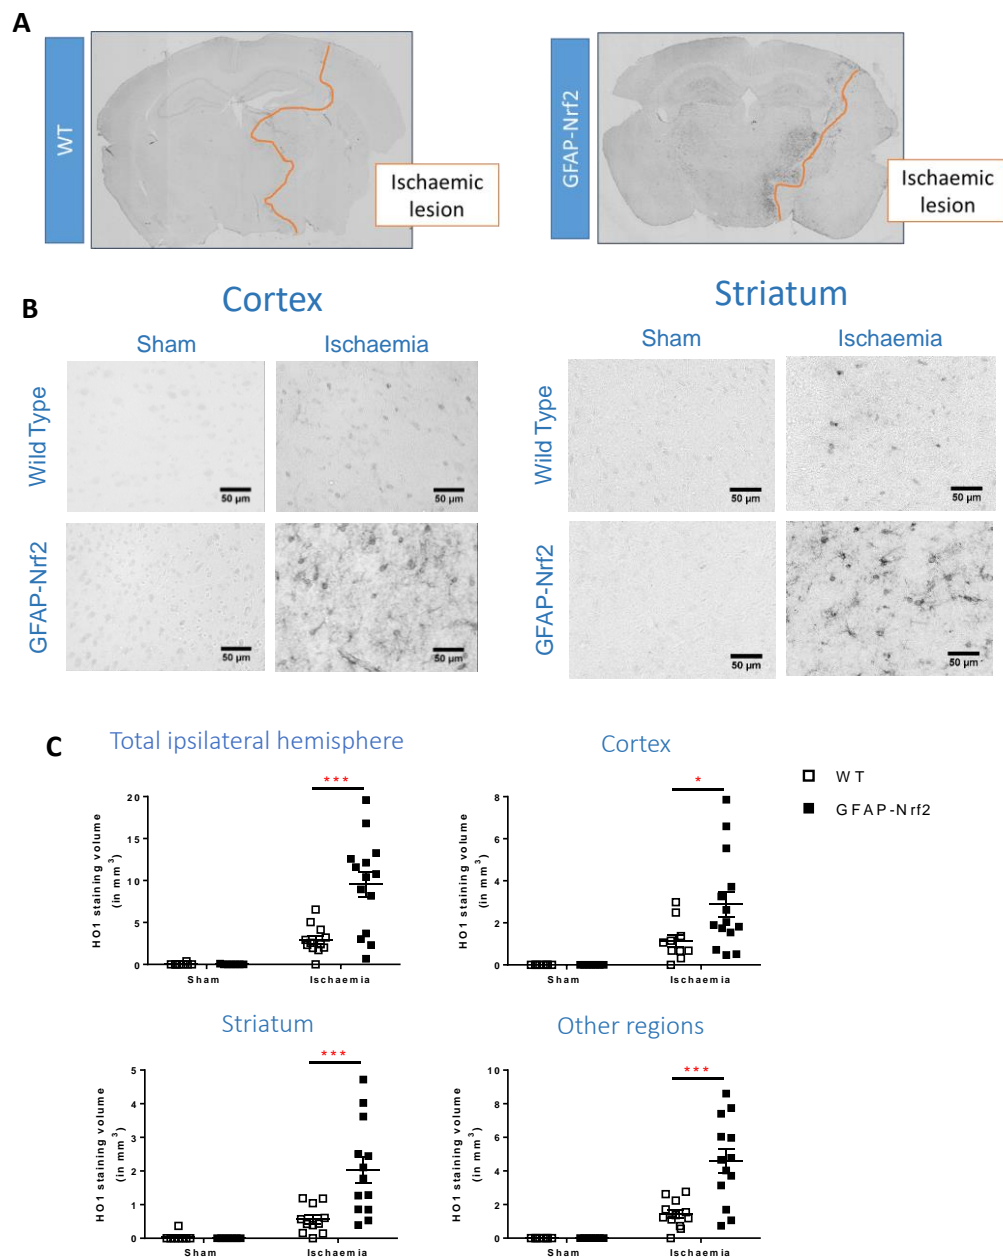 A
WT
Ischaemic
lesion
GFAP-Nrf2
Ischaemic
lesion
B
Cortex
Striatum
Sham
Ischaemia
Sham
Ischaemia
Wild Type
50 µm
50 µm
Wild Type
50 µm
50 µm
GFAP-Nrf2
50 µm
50 µm
GFAP-Nrf2
50 µm
50 µm
C
Total ipsilateral hemisphere
HO1 staining volume
(in mm³)
20
15
10
5
0
***
Sham
Ischaemia
Cortex
HO1 staining volume
(in mm³)
8
6
4
2
0
*
Sham
Ischaemia
WT
GFAP-Nrf2
Striatum
HO1 staining volume
(in mm³)
5
4
3
2
1
0
***
Sham
Ischaemia
Other regions
HO1 staining volume
(in mm³)
10
8
6
4
2
0
***
Sham
Ischaemia